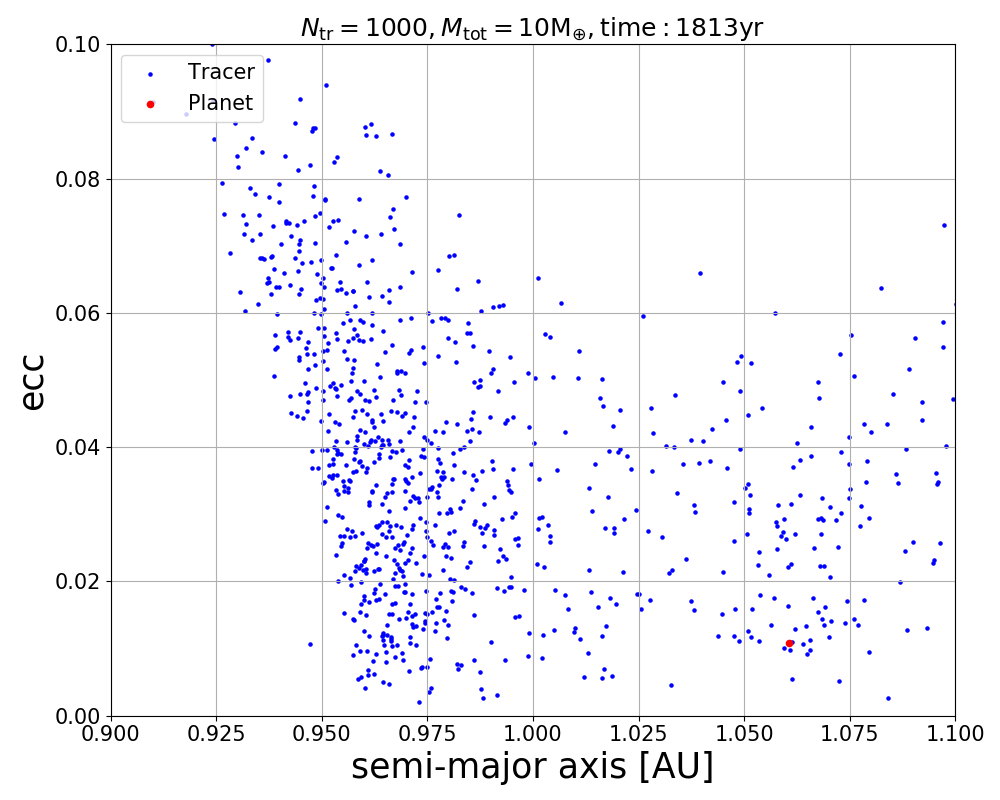 N_tr = 1000, M_tot = 10M_⊕, time : 1813yr
Tracer
Planet
ecc
0.10
0.08
0.06
0.04
0.02
0.00
0.900 0.925 0.950 0.975 1.000 1.025 1.050 1.075 1.100
semi-major axis [AU]